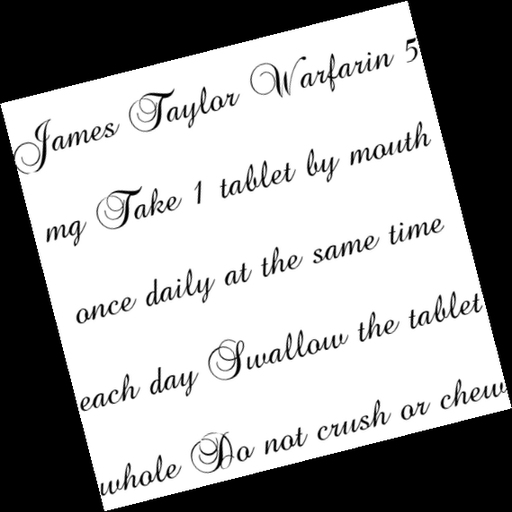 James Taylor Warfarin 5
mg Take 1 tablet by mouth
once daily at the same time
each day Swallow the tablet
whole Do not crush or chew